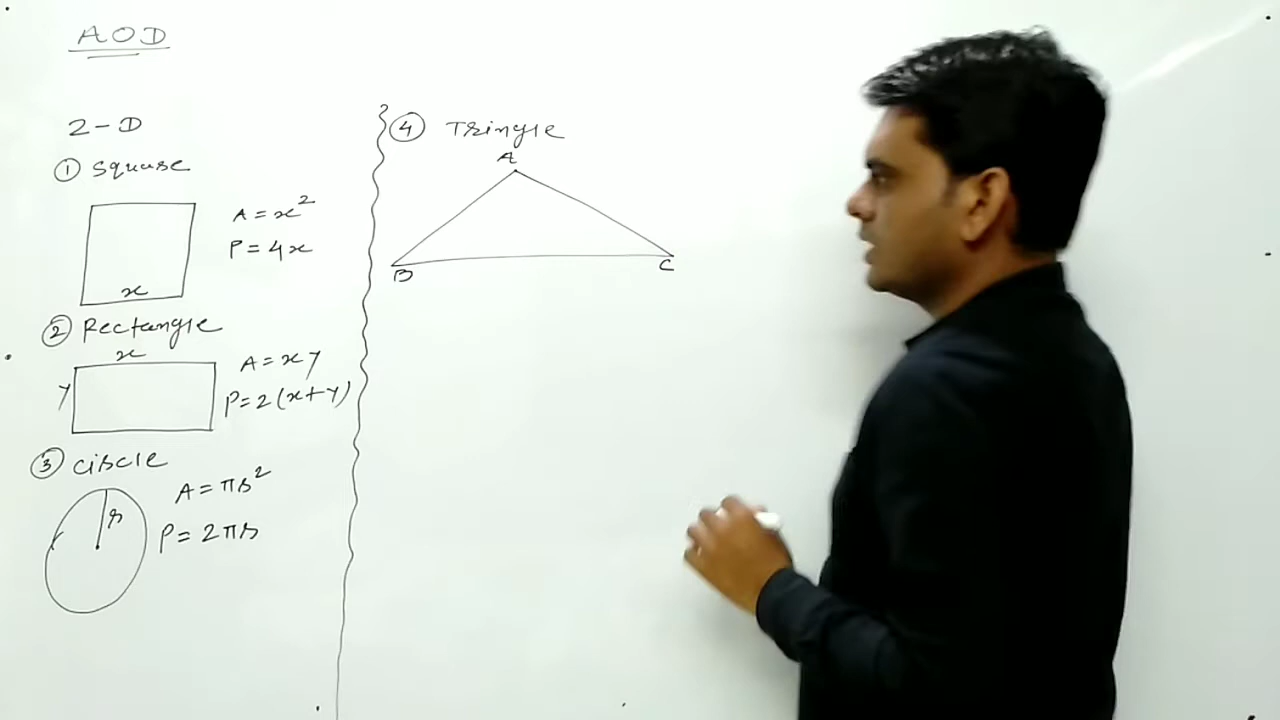 AOD
2-D
① square
A = x²
P = 4x
x
② Rectangle
x
y
A = xy
P = 2(x+y)
③ circle
r
A = πr²
P = 2πr
④ Tringle
A
B
C